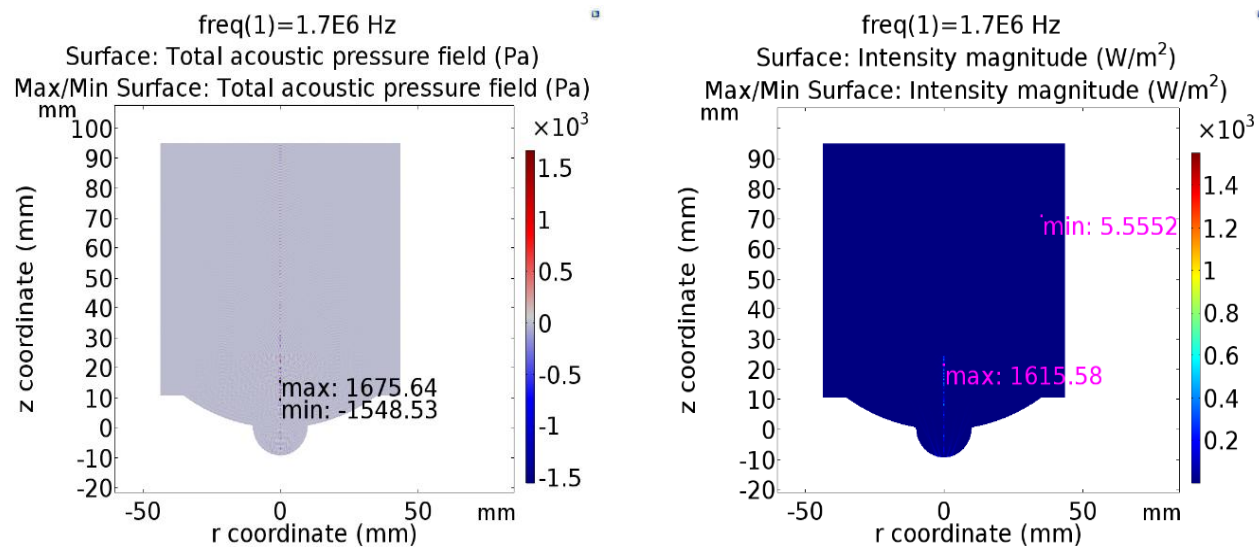 freq(1)=1.7E6 Hz
Surface: Total acoustic pressure field (Pa)
Max/Min Surface: Total acoustic pressure field (Pa)
mm
×10³
100
90
80
70
60
50
40
30
20
10
0
-10
-20
z coordinate (mm)
max: 1675.64
min: -1548.53
1.5
1
0.5
0
-0.5
-1
-1.5
-50
0
50
mm
r coordinate (mm)
freq(1)=1.7E6 Hz
Surface: Intensity magnitude (W/m²)
Max/Min Surface: Intensity magnitude (W/m²)
mm
×10³
100
90
80
70
60
50
40
30
20
10
0
-10
-20
z coordinate (mm)
min: 5.5552
max: 1615.58
1.4
1.2
1
0.8
0.6
0.4
0.2
-50
0
50
mm
r coordinate (mm)